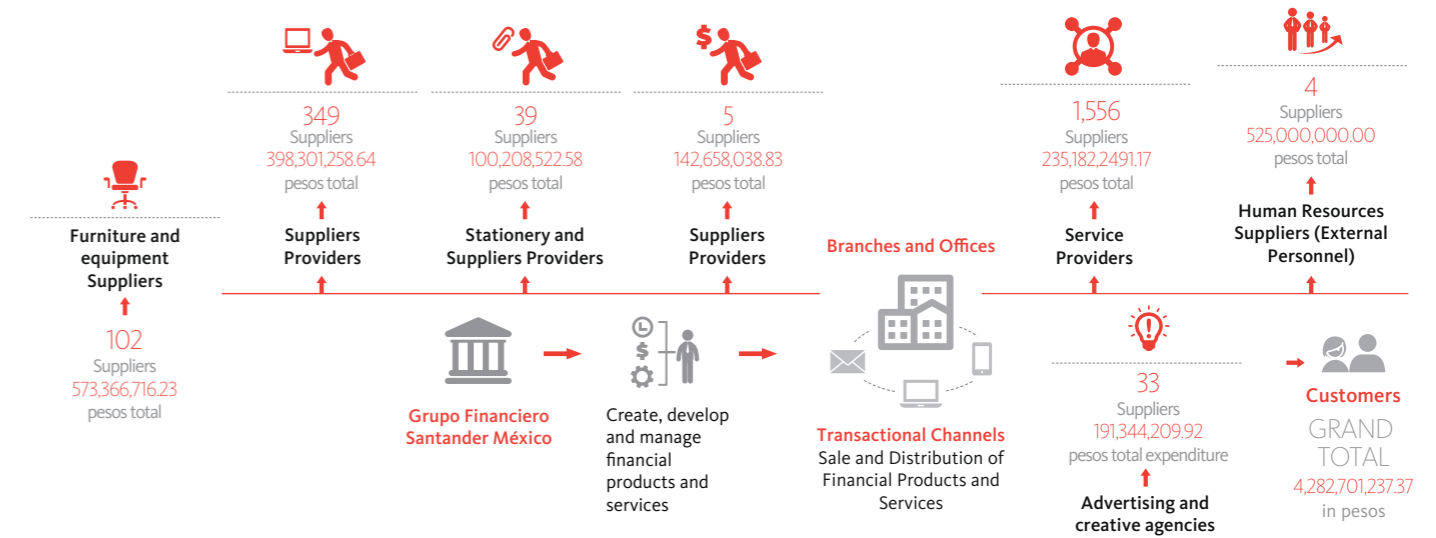 349
Suppliers
398,301,258.64
pesos total
Suppliers
Providers
39
Suppliers
100,208,522.58
pesos total
Stationery and
Suppliers Providers
5
Suppliers
142,658,038.83
pesos total
Suppliers
Providers
1,556
Suppliers
235,182,2491.17
pesos total
Service
Providers
4
Suppliers
525,000,000.00
pesos total
Human Resources
Suppliers (External
Personnel)
Furniture and
equipment
Suppliers
102
Suppliers
573,366,716.23
pesos total
Grupo Financiero
Santander México
Create, develop
and manage
financial
products and
services
Branches and Offices
Transactional Channels
Sale and Distribution of
Financial Products and
Services
33
Suppliers
191,344,209.92
pesos total expenditure
Advertising and
creative agencies
Customers
GRAND
TOTAL
4,282,701,237.37
in pesos